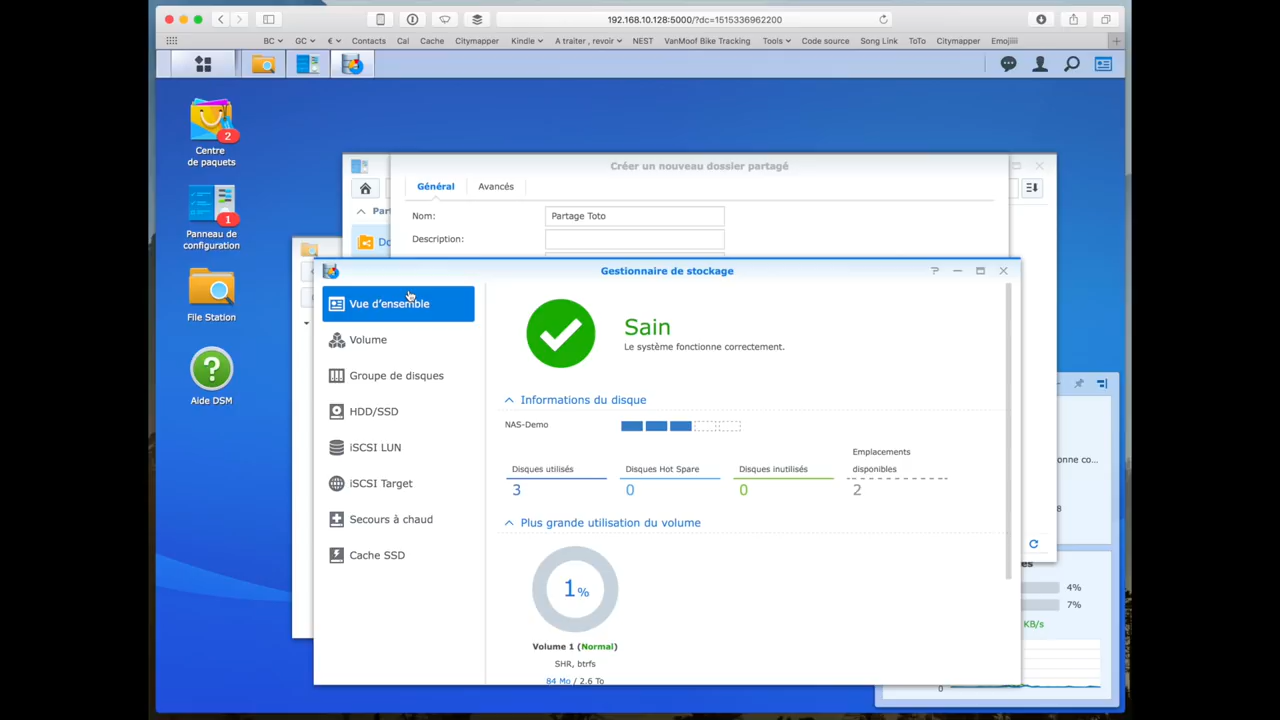 192.168.10.128:5000/?dc=1515336962200
BC GC € Contacts Cal Cache Citymapper Kindle A traiter , revoir NEST VanMoof Bike Tracking Tools Code source Song Link ToTo Citymapper Emojiiii
2
Centre
de paquets
1
Panneau de
configuration
File Station
Aide DSM
Créer un nouveau dossier partagé
Général Avancés
Nom: Partage Toto
Description:
Gestionnaire de stockage
Vue d'ensemble
Volume
Groupe de disques
HDD/SSD
iSCSI LUN
iSCSI Target
Secours à chaud
Cache SSD
Sain
Le système fonctionne correctement.
Informations du disque
NAS-Demo
Disques utilisés
3
Disques Hot Spare
0
Disques inutilisés
0
Emplacements
disponibles
2
Plus grande utilisation du volume
1%
Volume 1 (Normal)
SHR, btrfs
84 Mo / 2.6 To
4%
7%
KB/s
0